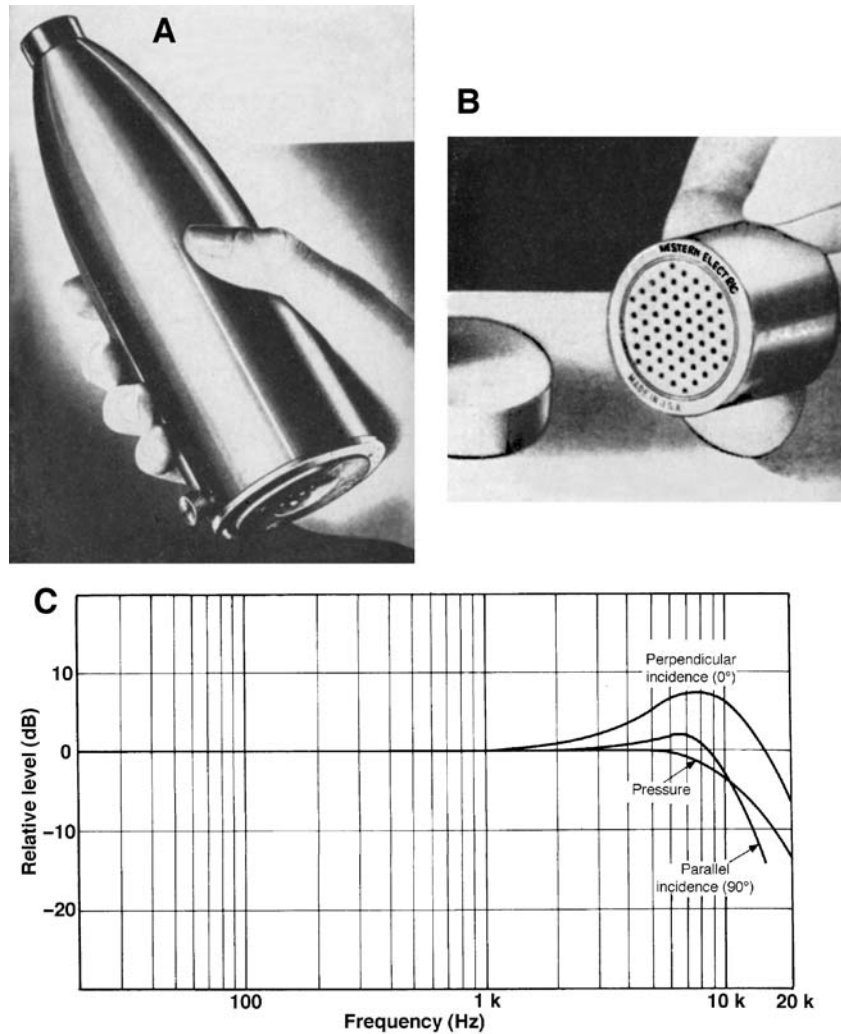 A
B
WESTERN ELECTRIC
MADE IN U.S.A.
C
10
0
−10
−20
Relative level (dB)
Perpendicular
incidence (0°)
Pressure
Parallel
incidence (90°)
100
1 k
10 k
20 k
Frequency (Hz)